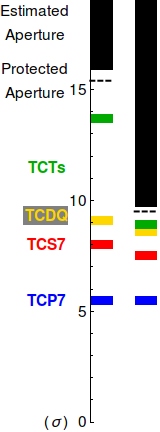 Estimated
Aperture
Protected
Aperture
15
TCTs
10
TCDQ
TCS7
TCP7
5
(σ) 0